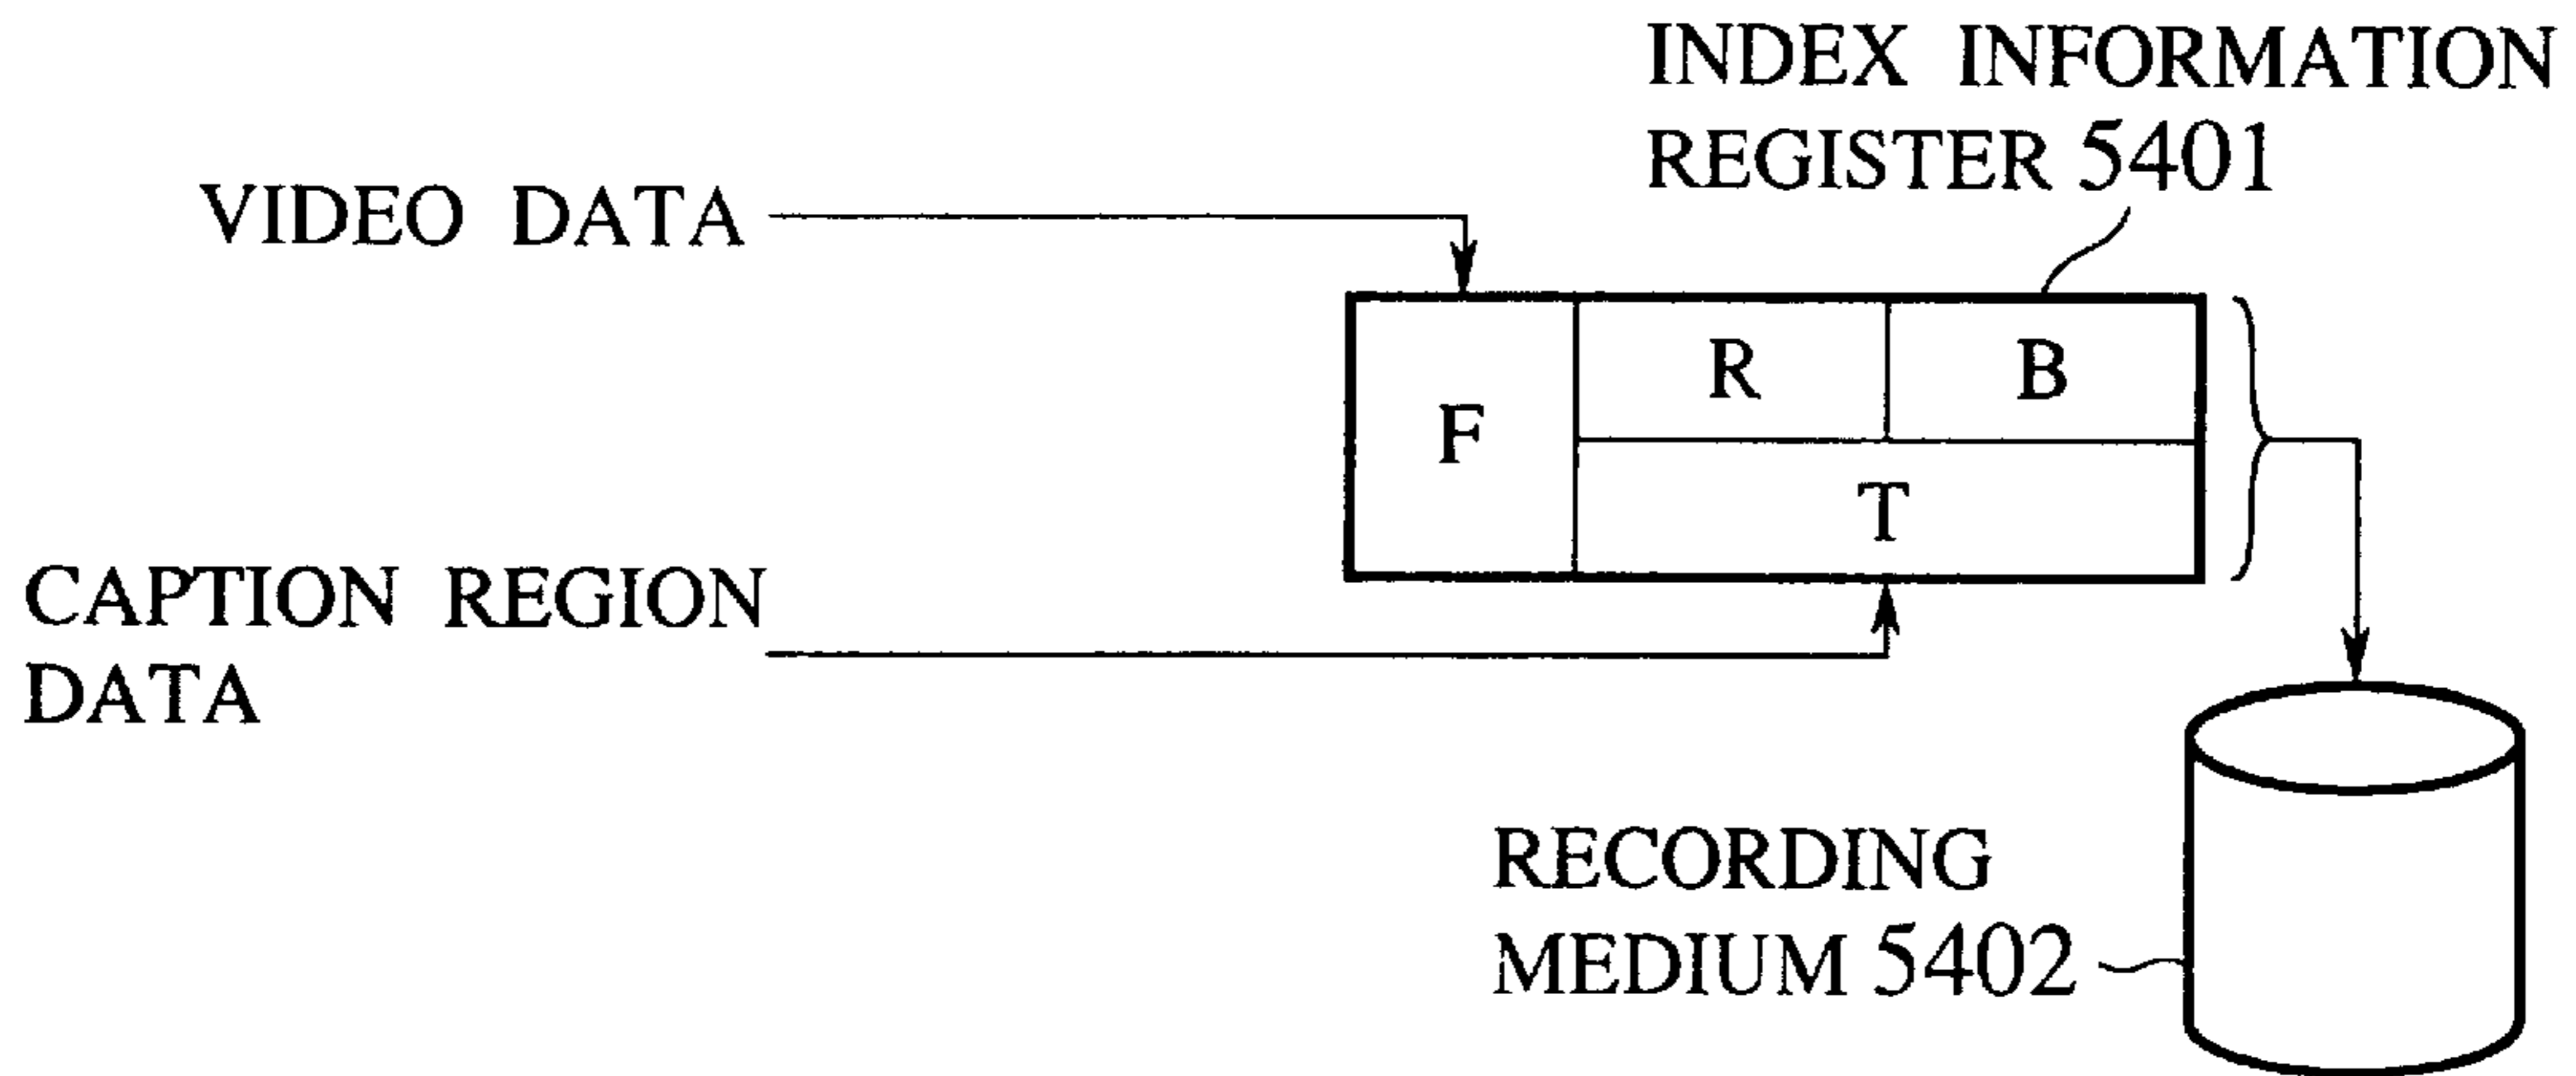 INDEX INFORMATION
REGISTER 5401
VIDEO DATA
R
B
F
T
CAPTION REGION
DATA
RECORDING
MEDIUM 5402